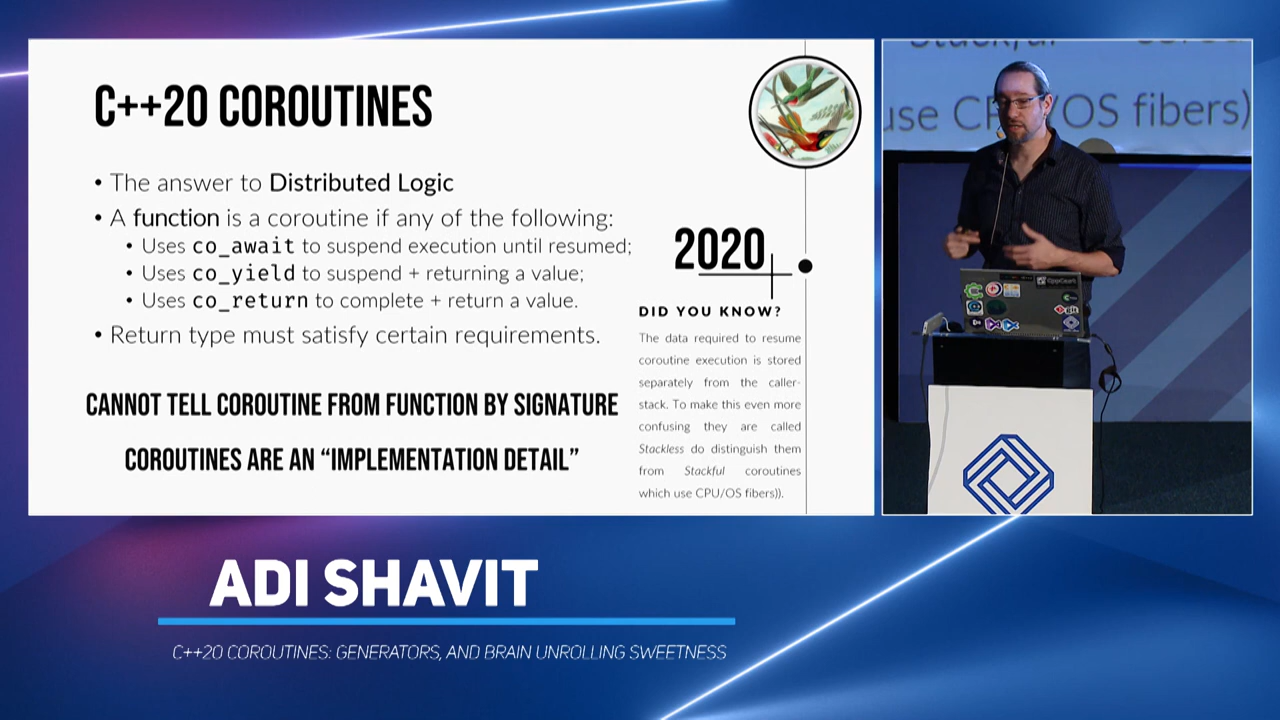 C++20 COROUTINES
• The answer to Distributed Logic
• A function is a coroutine if any of the following:
• Uses co_await to suspend execution until resumed;
• Uses co_yield to suspend + returning a value;
• Uses co_return to complete + return a value.
• Return type must satisfy certain requirements.
CANNOT TELL COROUTINE FROM FUNCTION BY SIGNATURE
COROUTINES ARE AN “IMPLEMENTATION DETAIL”
2020
DID YOU KNOW?
The data required to resume
coroutine execution is stored
separately from the caller-
stack. To make this even more
confusing they are called
Stackless do distinguish them
from Stackful coroutines
which use CPU/OS fibers)).
use CP /OS fibers)
ADI SHAVIT
C++20 COROUTINES: GENERATORS, AND BRAIN UNROLLING SWEETNESS